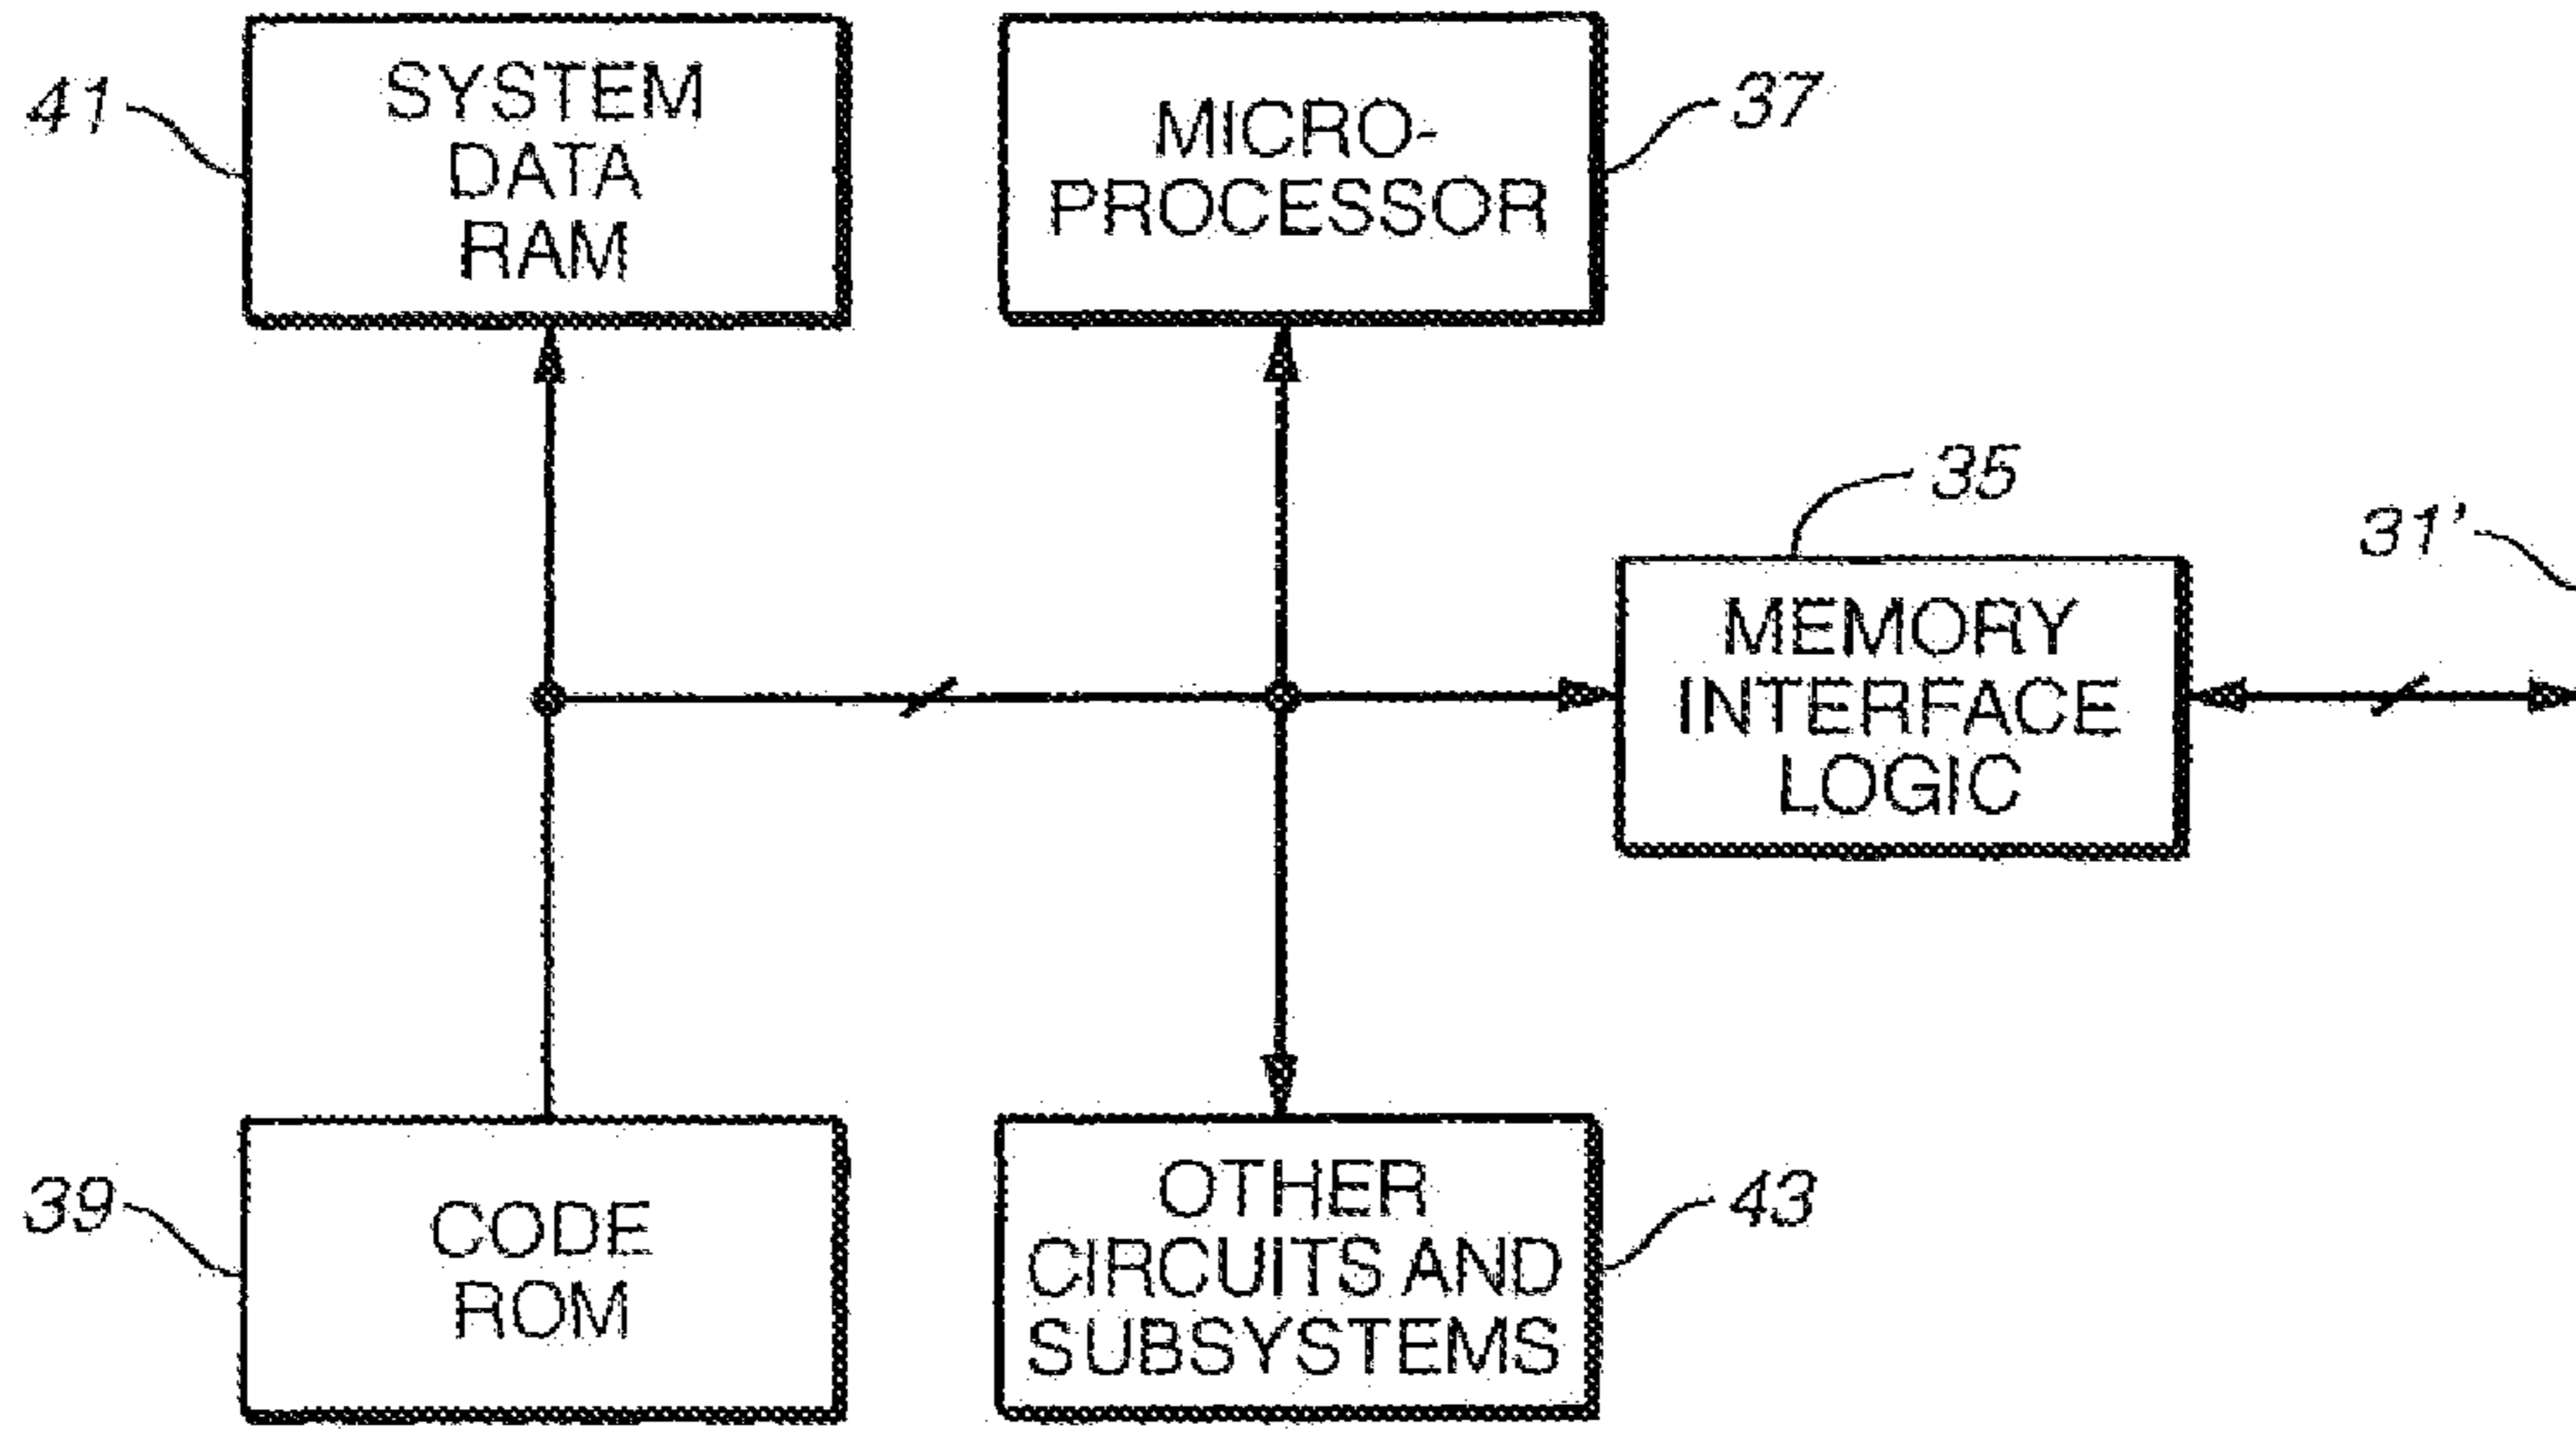 41
SYSTEM
DATA
RAM
MICRO-
PROCESSOR
37
35
31’
MEMORY
INTERFACE
LOGIC
39
CODE
ROM
OTHER
CIRCUITS AND
SUBSYSTEMS
43